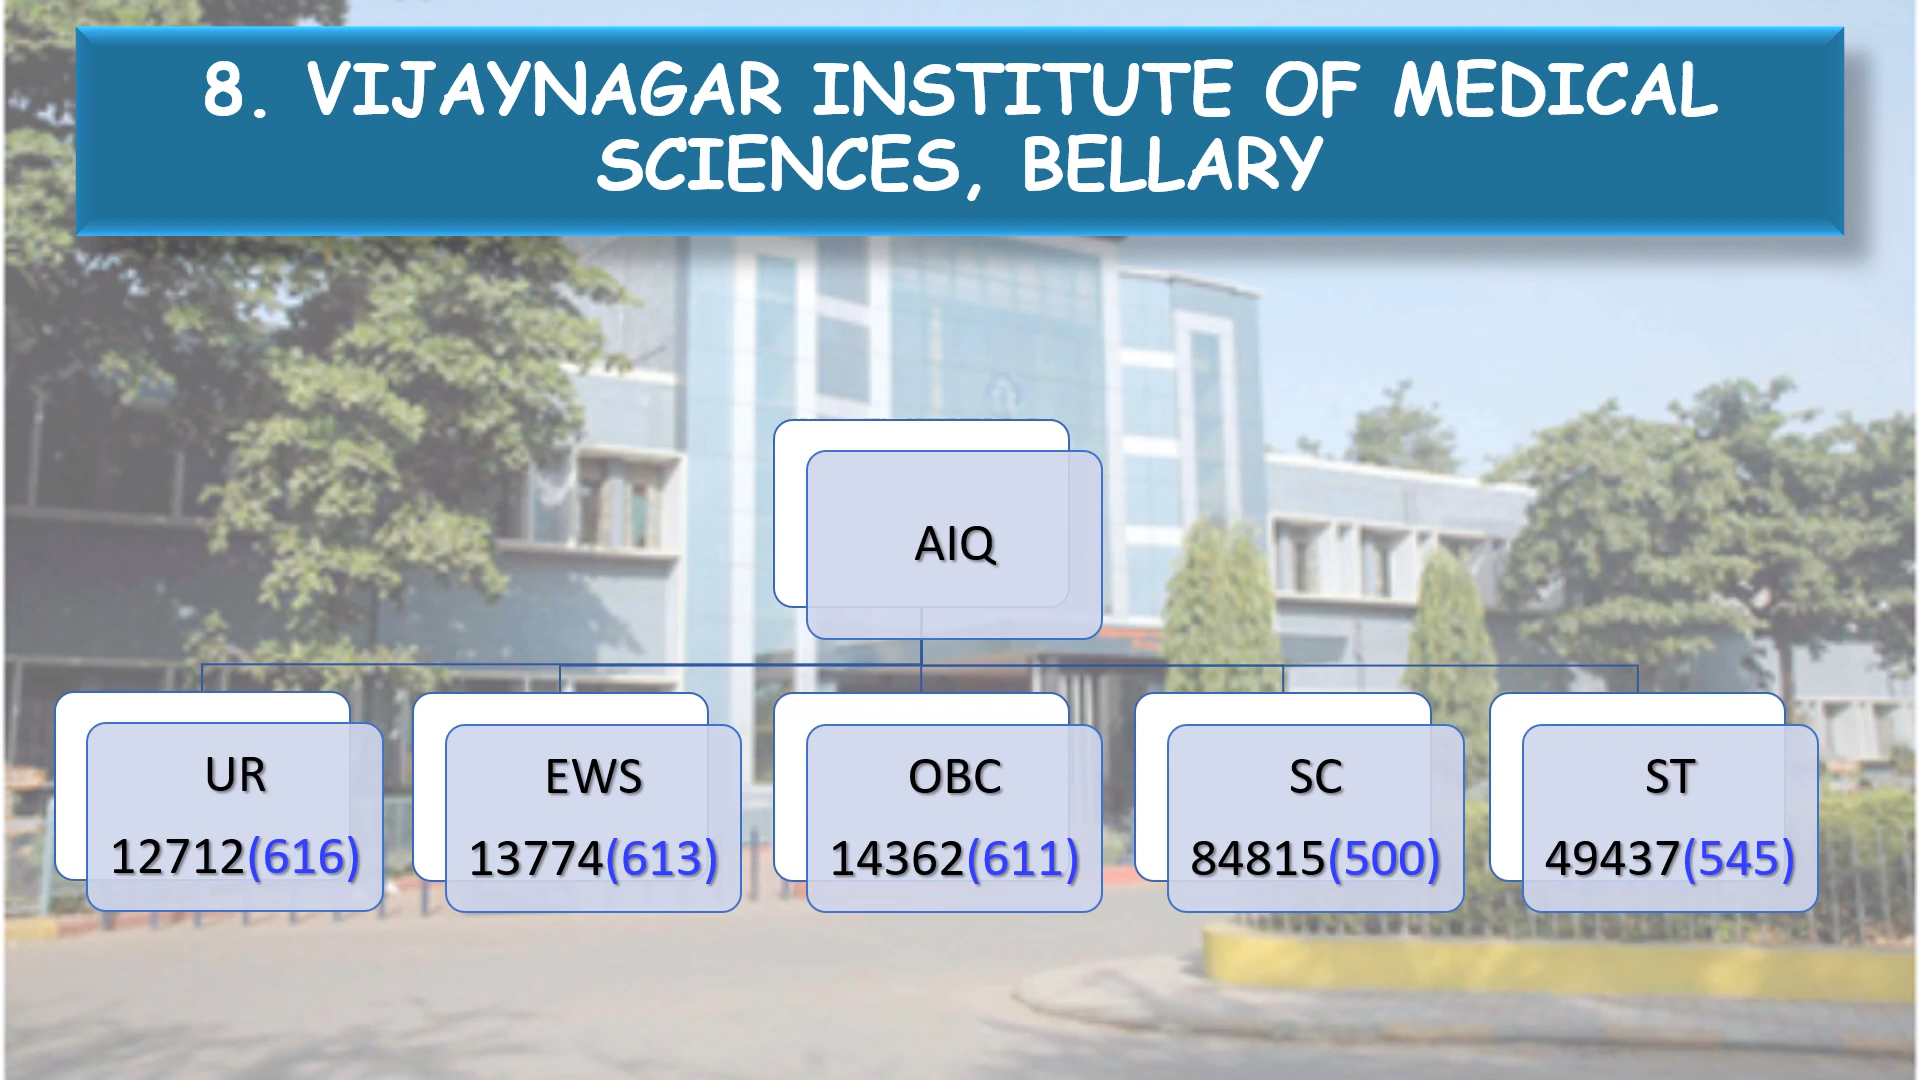 8. VIJAYNAGAR INSTITUTE OF MEDICAL
SCIENCES, BELLARY
AIQ
UR
12712(616)
EWS
13774(613)
OBC
14362(611)
SC
84815(500)
ST
49437(545)